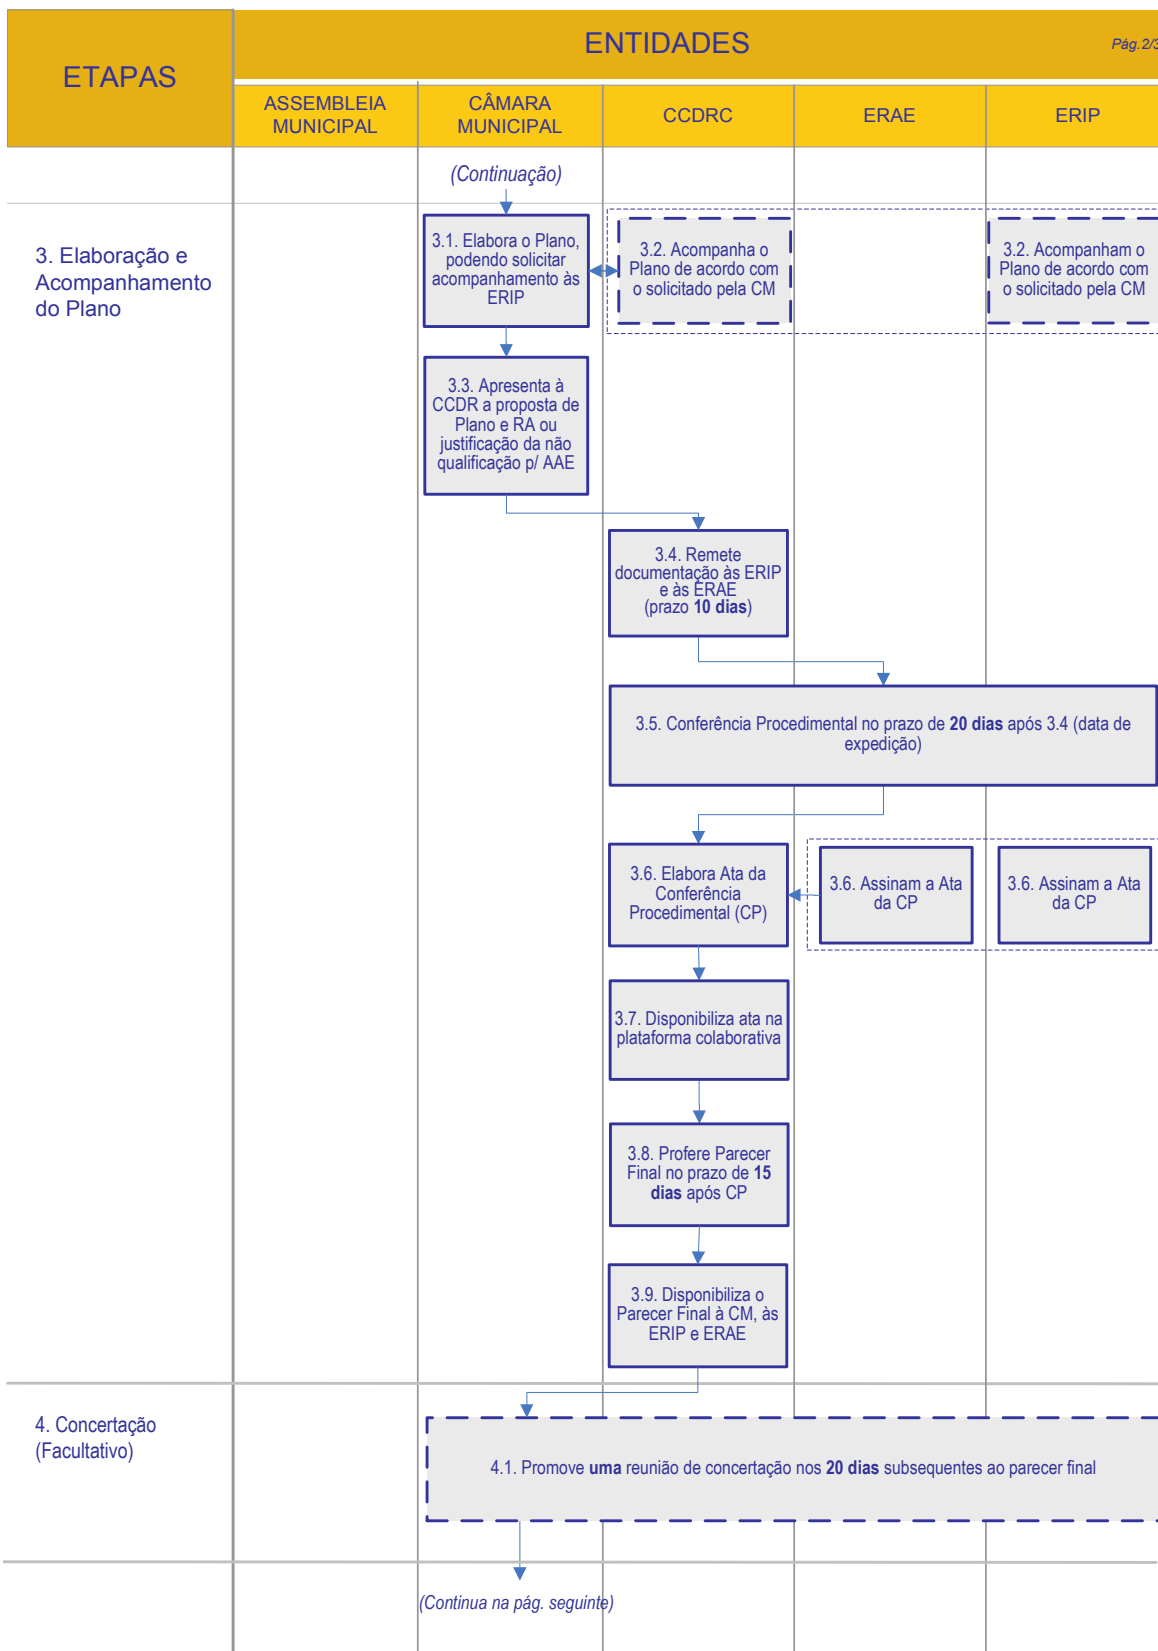 ETAPAS
ENTIDADES
Pág.2/3
ASSEMBLEIA
MUNICIPAL
CÂMARA
MUNICIPAL
CCDRC
ERAE
ERIP
(Continuação)
3. Elaboração e
Acompanhamento
do Plano
3.1. Elabora o Plano,
podendo solicitar
acompanhamento às
ERIP
3.2. Acompanha o
Plano de acordo com
o solicitado pela CM
3.2. Acompanham o
Plano de acordo com
o solicitado pela CM
3.3. Apresenta à
CCDR a proposta de
Plano e RA ou
justificação da não
qualificação p/ AAE
3.4. Remete
documentação às ERIP
e às ERAE
(prazo 10 dias)
3.5. Conferência Procedimental no prazo de 20 dias após 3.4 (data de
expedição)
3.6. Elabora Ata da
Conferência
Procedimental (CP)
3.6. Assinam a Ata
da CP
3.6. Assinam a Ata
da CP
3.7. Disponibiliza ata na
plataforma colaborativa
3.8. Profere Parecer
Final no prazo de 15
dias após CP
3.9. Disponibiliza o
Parecer Final à CM, às
ERIP e ERAE
4. Concertação
(Facultativo)
4.1. Promove uma reunião de concertação nos 20 dias subsequentes ao parecer final
(Continua na pág. seguinte)